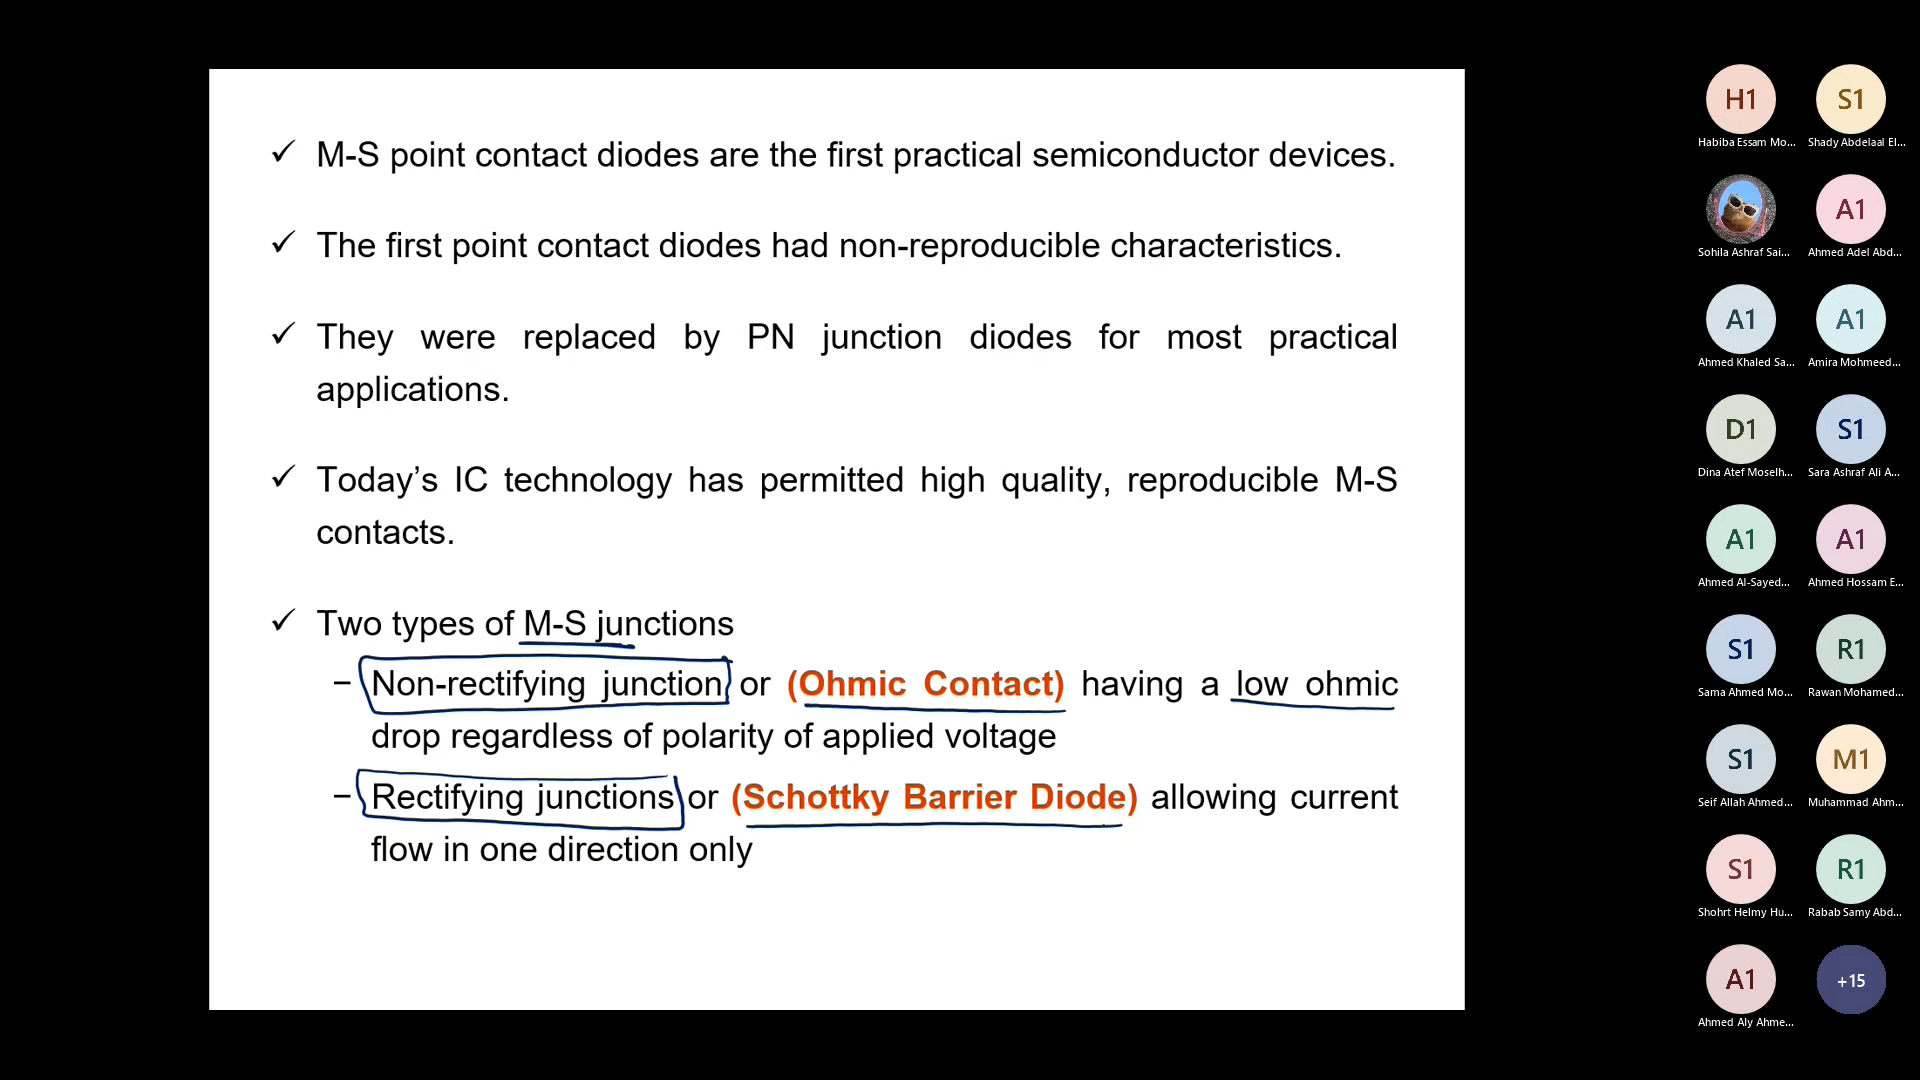 ✓ M-S point contact diodes are the first practical semiconductor devices.
✓ The first point contact diodes had non-reproducible characteristics.
✓ They were replaced by PN junction diodes for most practical
applications.
✓ Today’s IC technology has permitted high quality, reproducible M-S
contacts.
✓ Two types of M-S junctions
– Non-rectifying junction or (Ohmic Contact) having a low ohmic
drop regardless of polarity of applied voltage
– Rectifying junctions or (Schottky Barrier Diode) allowing current
flow in one direction only
H1 S1
Habiba Essam Mo... Shady Abdelaal El...
A1
Sohila Ashraf Sai... Ahmed Adel Abd...
A1 A1
Ahmed Khaled Sa... Amira Mohmeed...
D1 S1
Dina Atef Moselh... Sara Ashraf Ali A...
A1 A1
Ahmed Al-Sayed... Ahmed Hossam E...
S1 R1
Sama Ahmed Mo... Rawan Mohamed...
S1 M1
Seif Allah Ahmed... Muhammad Ahm...
S1 R1
Shohrt Helmy Hu... Rabab Samy Abd...
A1 +15
Ahmed Aly Ahme...